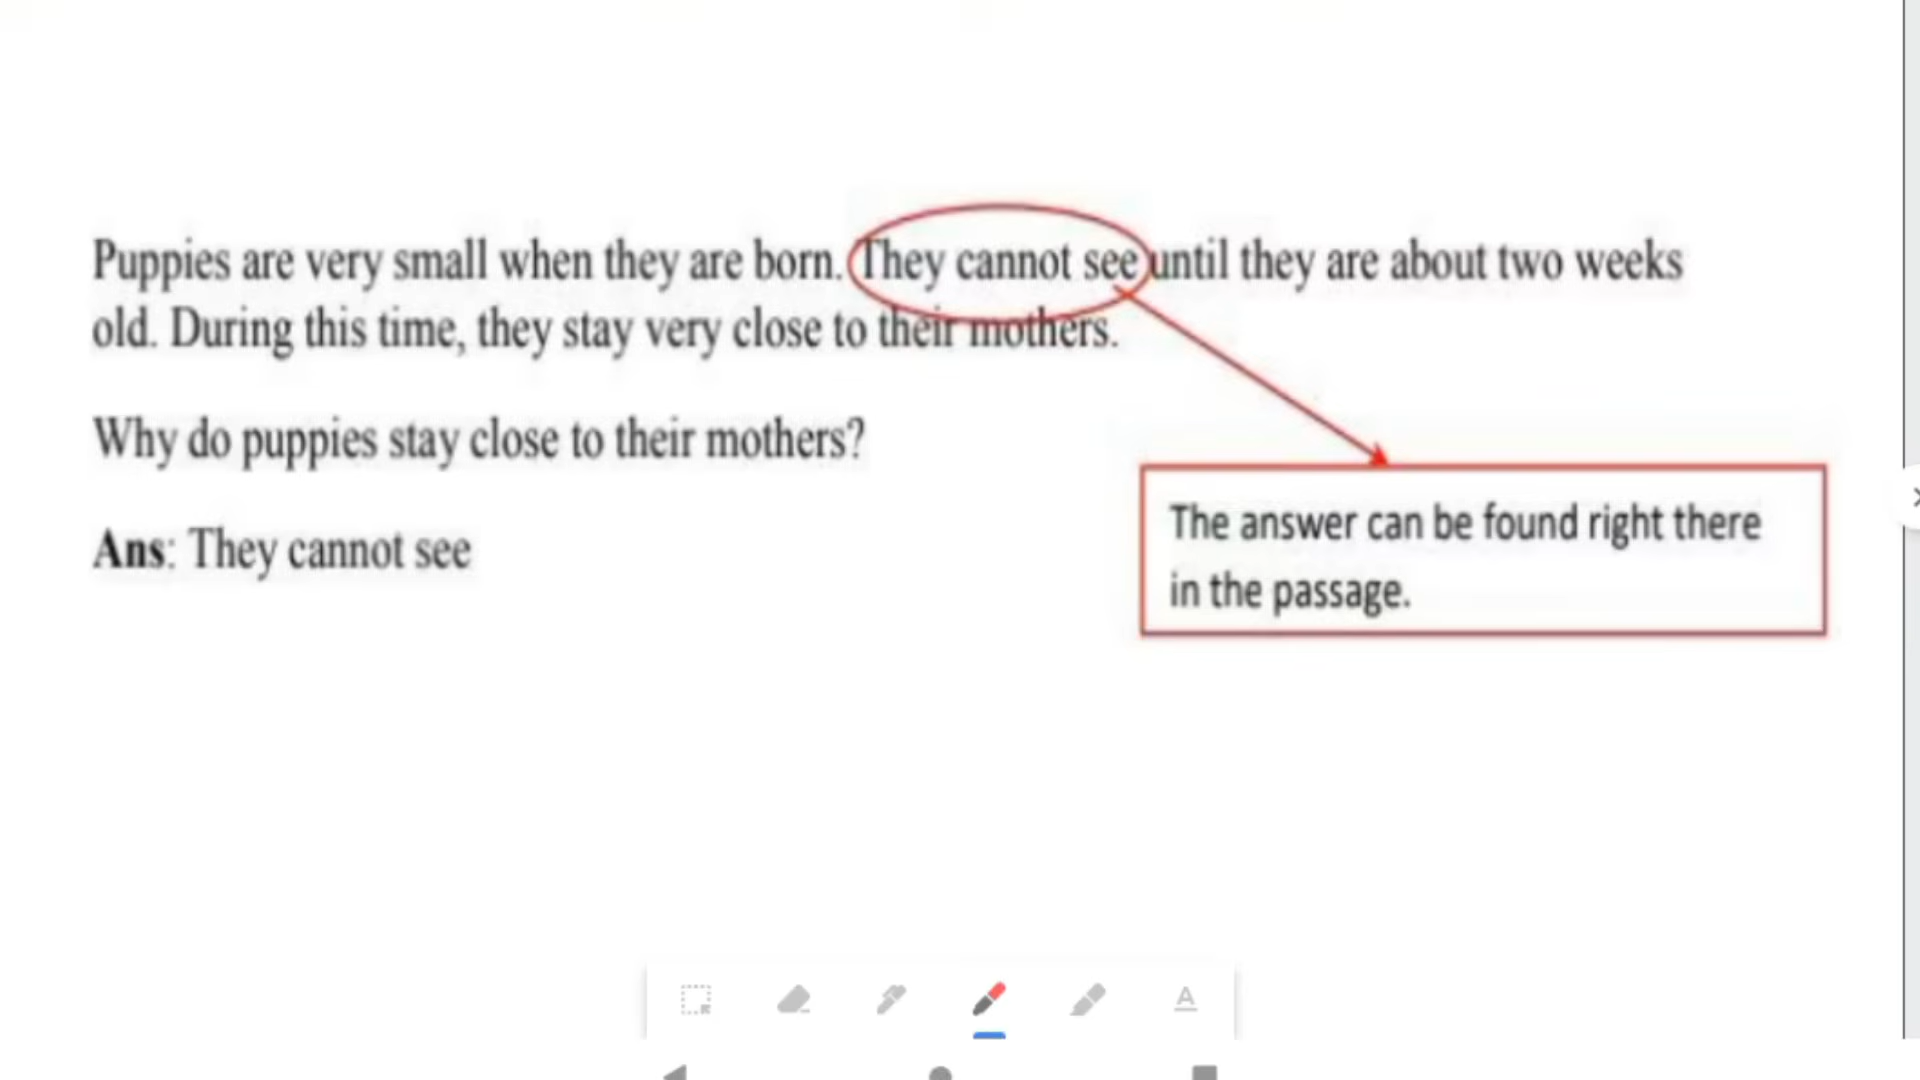 Puppies are very small when they are born. They cannot see until they are about two weeks
old. During this time, they stay very close to their mothers.
Why do puppies stay close to their mothers?
Ans: They cannot see
The answer can be found right there
in the passage.
A